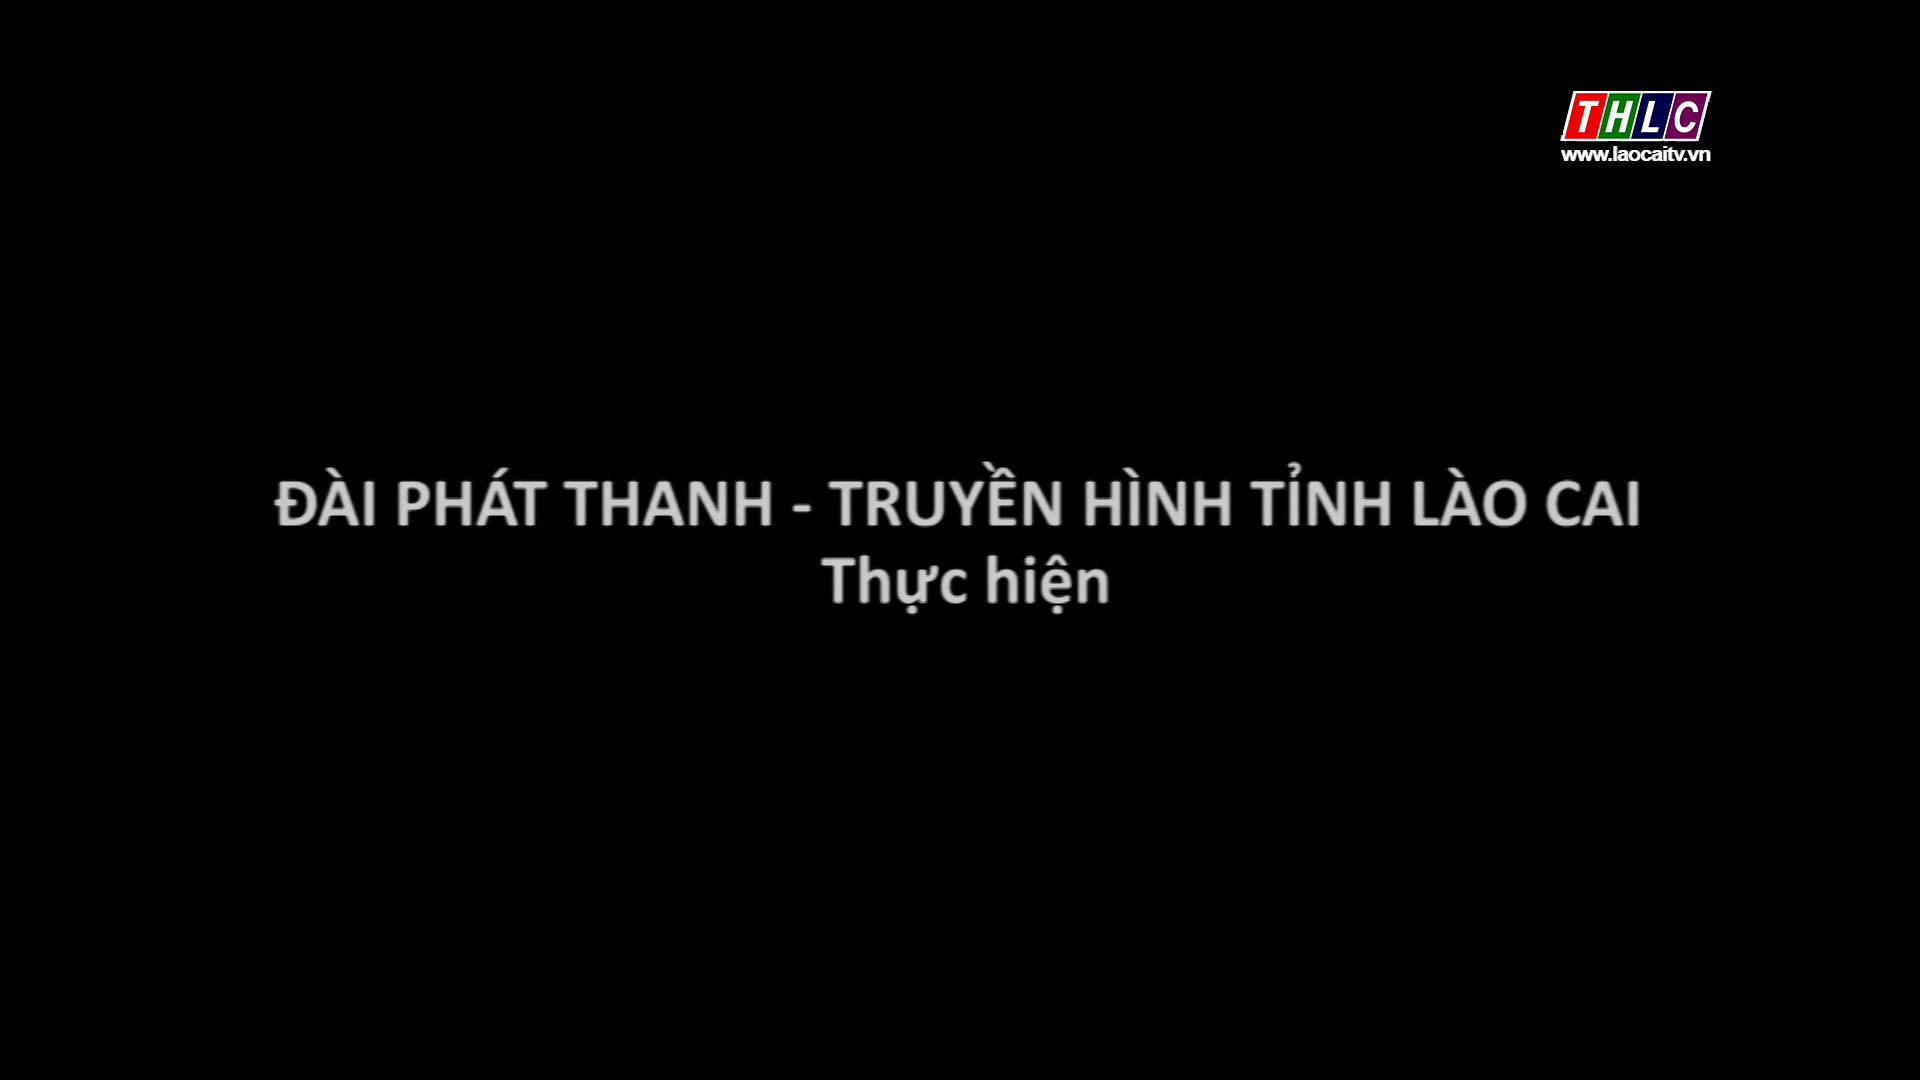 THLC
www.laocaitv.vn
ĐÀI PHÁT THANH - TRUYỀN HÌNH TỈNH LÀO CAI
Thực hiện